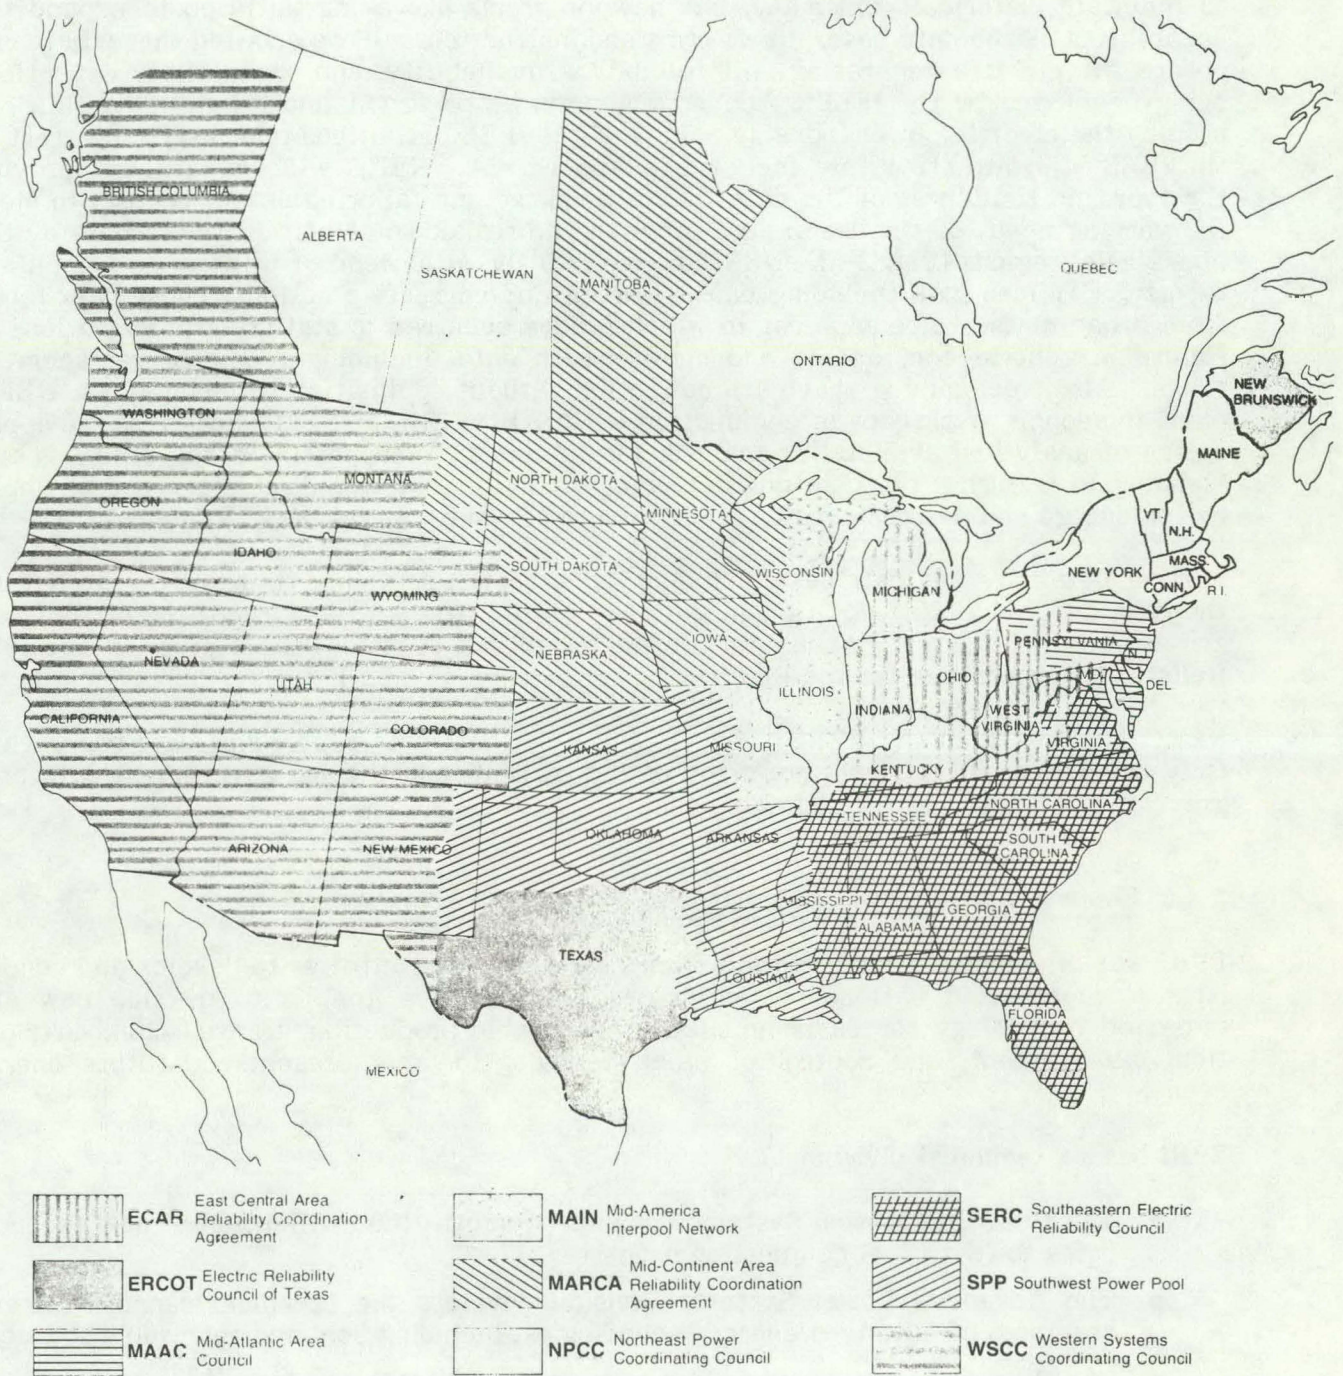 BRITISH COLUMBIA
ALBERTA
SASKATCHEWAN
MANITOBA
ONTARIO
QUEBEC
NEW
BRUNSWICK
MAINE
WASHINGTON
MONTANA
NORTH DAKOTA
MINNESOTA
VT.
N.H.
OREGON
IDAHO
SOUTH DAKOTA
WISCONSIN
MICHIGAN
NEW YORK
MASS.
CONN.
R.I.
WYOMING
NEBRASKA
IOWA
PENNSYLVANIA
N.J.
NEVADA
UTAH
ILLINOIS
INDIANA
OHIO
MD.
DEL
WEST
VIRGINIA
CALIFORNIA
COLORADO
KANSAS
MISSOURI
VIRGINIA
KENTUCKY
NORTH CAROLINA
TENNESSEE
ARIZONA
NEW MEXICO
OKLAHOMA
ARKANSAS
SOUTH
CAROLINA
MISSISSIPPI
ALABAMA
GEORGIA
TEXAS
LOUISIANA
FLORIDA
MEXICO
ECAR East Central Area
Reliability Coordination
Agreement
ERCOT Electric Reliability
Council of Texas
MAAC Mid-Atlantic Area
Council
MAIN Mid-America
Interpool Network
MARCA Mid-Continent Area
Reliability Coordination
Agreement
NPCC Northeast Power
Coordinating Council
SERC Southeastern Electric
Reliability Council
SPP Southwest Power Pool
WSCC Western Systems
Coordinating Council